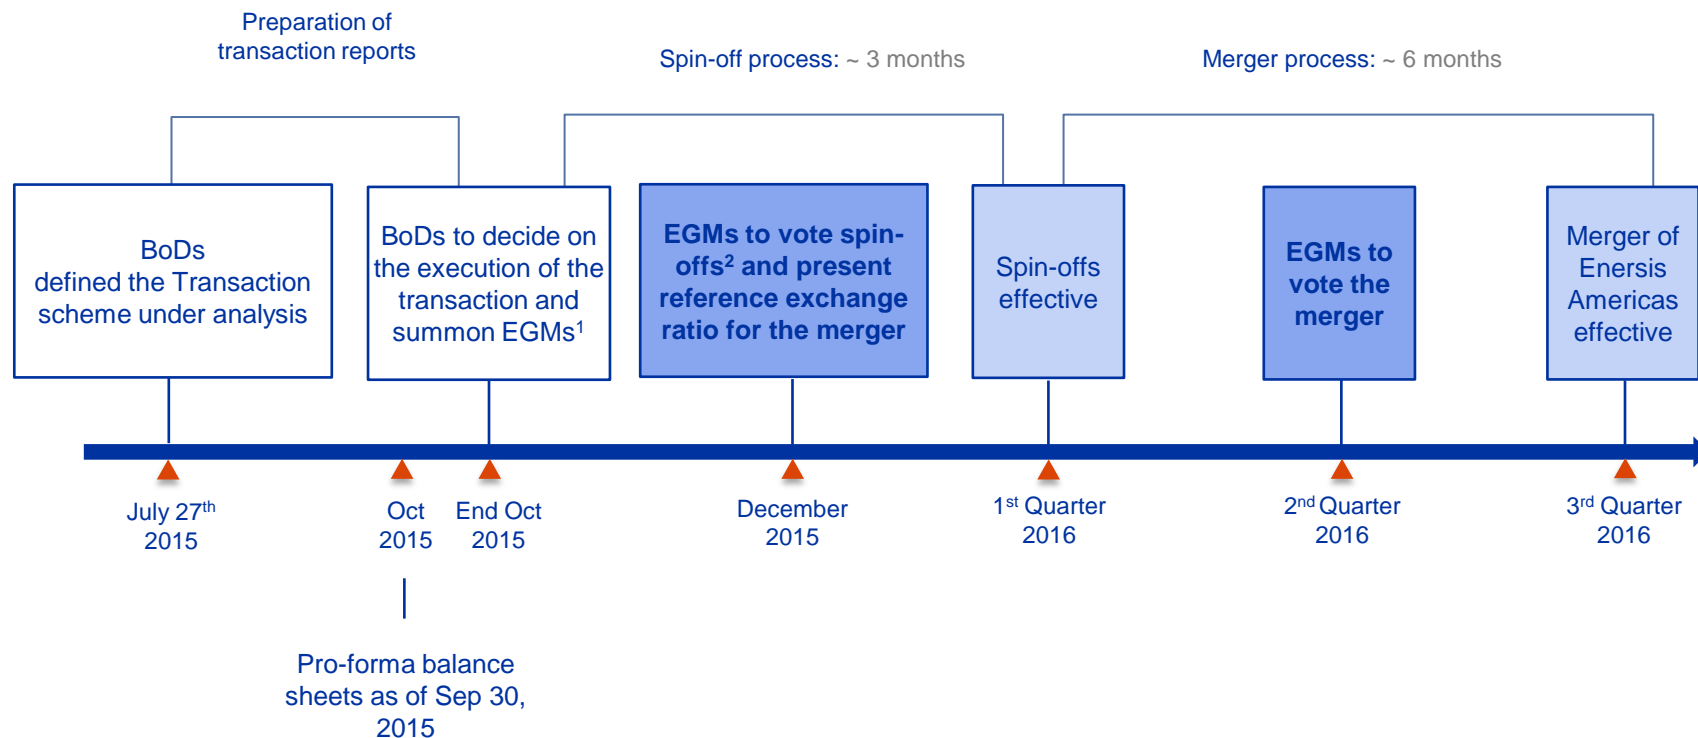 Preparation of
transaction reports
Spin-off process: ~ 3 months
Merger process: ~ 6 months
BoDs
defined the Transaction
scheme under analysis
BoDs to decide on
the execution of the
transaction and
summon EGMs¹
EGMs to vote spin-
offs² and present
reference exchange
ratio for the merger
Spin-offs
effective
EGMs to
vote the
merger
Merger of
Enersis
Americas
effective
July 27th
2015
Oct
2015
End Oct
2015
December
2015
1st Quarter
2016
2nd Quarter
2016
3rd Quarter
2016
Pro-forma balance
sheets as of Sep 30,
2015